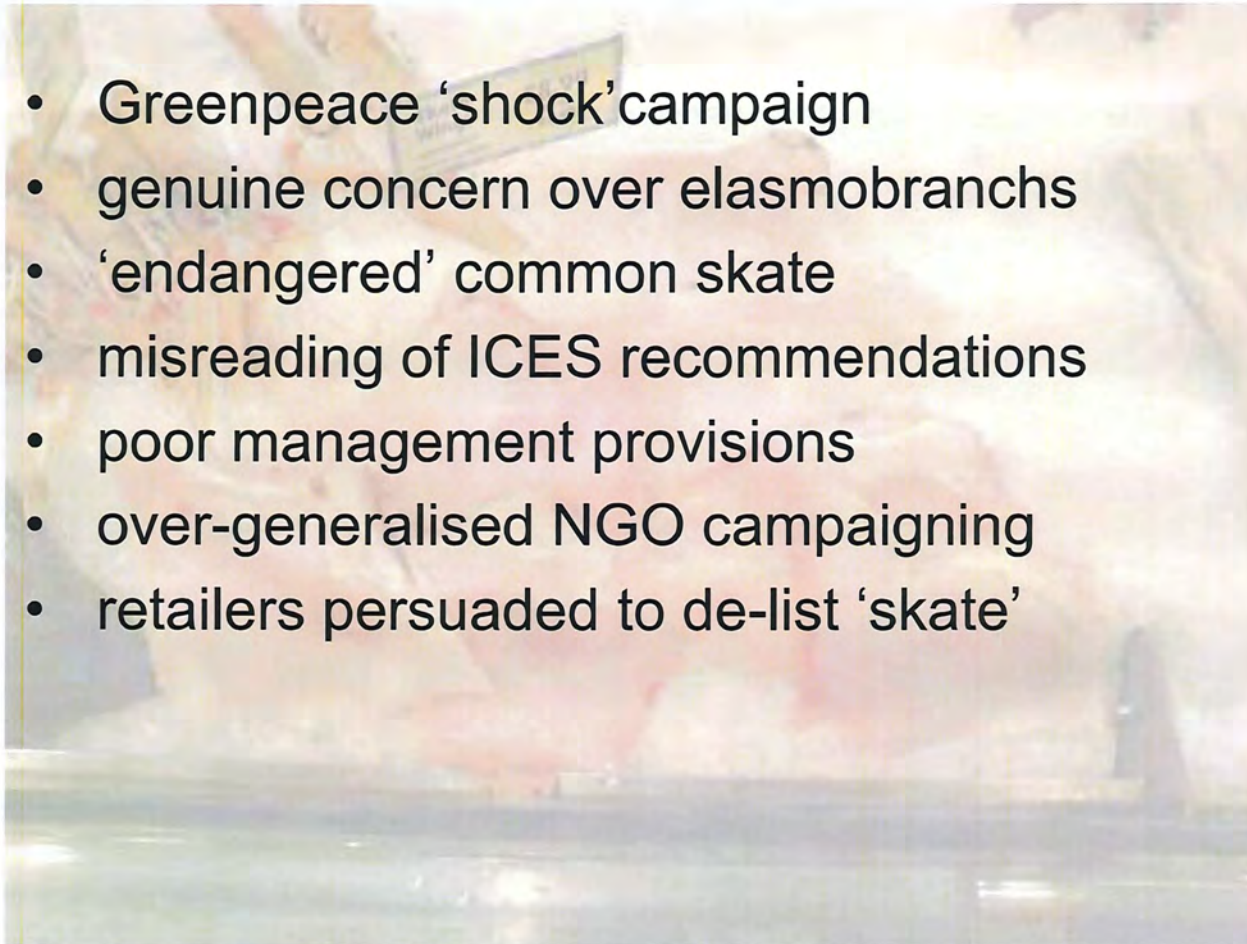 • Greenpeace ‘shock’campaign
• genuine concern over elasmobranchs
• ‘endangered’ common skate
• misreading of ICES recommendations
• poor management provisions
• over-generalised NGO campaigning
• retailers persuaded to de-list ‘skate’